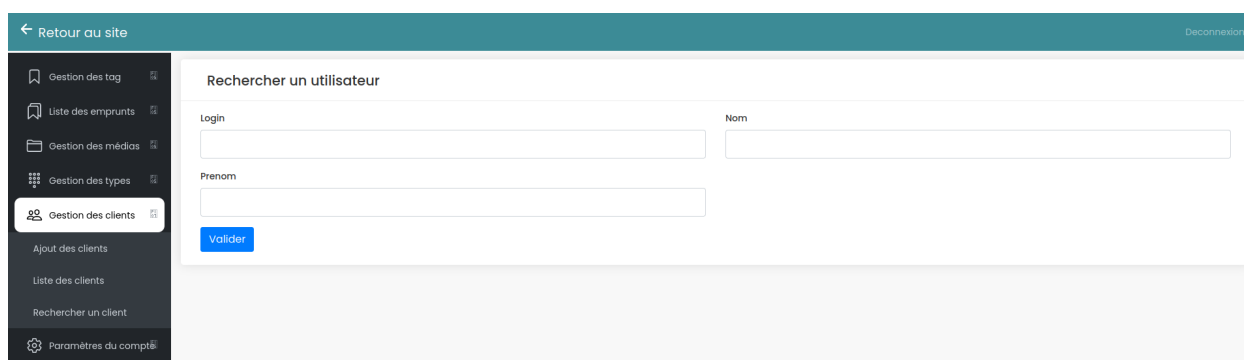 Retour au site
Deconnexion
Gestion des tag
Liste des emprunts
Gestion des médias
Gestion des types
Gestion des clients
Ajout des clients
Liste des clients
Rechercher un client
Paramètres du compte
Rechercher un utilisateur
Login
Nom
Prenom
Valider